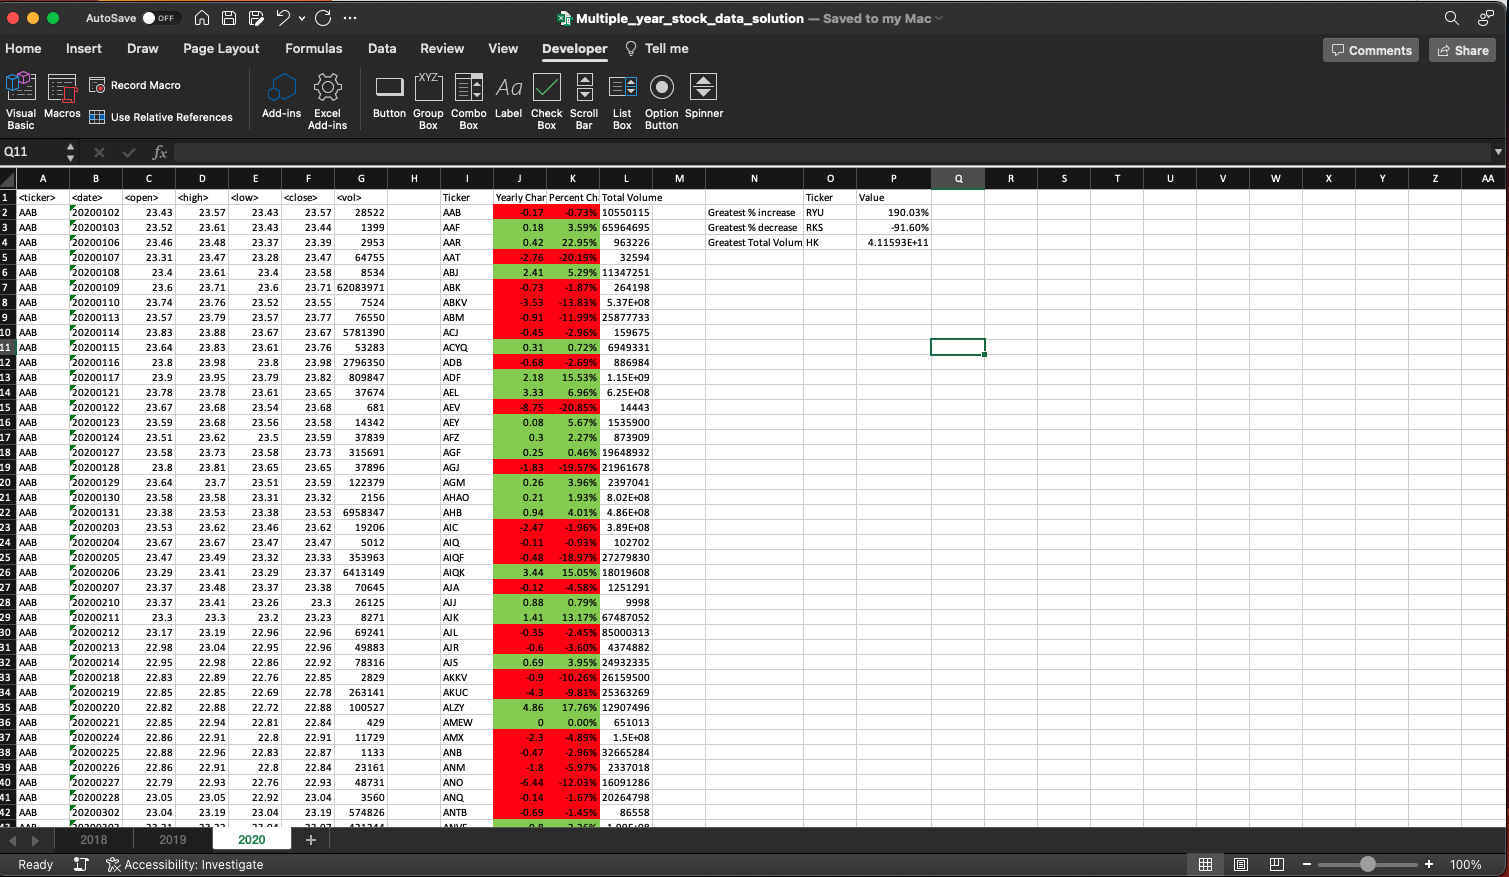 AutoSave OFF Multiple_year_stock_data_solution — Saved to my Mac
Home Insert Draw Page Layout Formulas Data Review View Developer Tell me Comments Share
Visual Basic Macros Record Macro Use Relative References Add-ins Excel Add-ins Button Group Box Combo Box Label Check Box Scroll Bar List Box Option Button Spinner
XYZ Aa
Q11 fx
A B C D E F G H I J K L M N O P Q R S T U V W X Y Z AA
1 <ticker> <date> <open> <high> <low> <close> <vol> Ticker Yearly Char Percent Ch Total Volume Ticker Value
2 AAB 20200102 23.43 23.57 23.43 23.57 28522 AAB -0.17 -0.73% 10550115 Greatest % increase RYU 190.03%
3 AAB 20200103 23.52 23.61 23.43 23.44 1399 AAF 0.18 3.59% 65964695 Greatest % decrease RKS -91.60%
4 AAB 20200106 23.46 23.48 23.37 23.39 2953 AAR 0.42 22.95% 963226 Greatest Total Volum HK 4.11593E+11
5 AAB 20200107 23.31 23.47 23.28 23.47 64755 AAT -2.76 -20.19% 32594
6 AAB 20200108 23.4 23.61 23.4 23.58 8534 ABJ 2.41 5.29% 11347251
7 AAB 20200109 23.6 23.71 23.6 23.71 62083971 ABK -0.73 -1.87% 264198
8 AAB 20200110 23.74 23.76 23.52 23.55 7524 ABKV -3.53 -13.83% 5.37E+08
9 AAB 20200113 23.57 23.79 23.57 23.77 76550 ABM -0.91 -11.99% 25877733
10 AAB 20200114 23.83 23.88 23.67 23.67 5781390 ACJ -0.45 -2.96% 159675
11 AAB 20200115 23.64 23.83 23.61 23.76 53283 ACYQ 0.31 0.72% 6949331
12 AAB 20200116 23.8 23.98 23.8 23.98 2796350 ADB -0.68 -2.69% 886984
13 AAB 20200117 23.9 23.95 23.79 23.82 809847 ADF 2.18 15.53% 1.15E+09
14 AAB 20200121 23.78 23.78 23.61 23.65 37674 AEL 3.33 6.96% 6.25E+08
15 AAB 20200122 23.67 23.68 23.54 23.68 681 AEV -8.75 -20.85% 14443
16 AAB 20200123 23.59 23.68 23.56 23.58 14342 AEY 0.08 5.67% 1535900
17 AAB 20200124 23.51 23.62 23.5 23.59 37839 AFZ 0.3 2.27% 873909
18 AAB 20200127 23.58 23.73 23.58 23.73 315691 AGF 0.25 0.46% 19648932
19 AAB 20200128 23.8 23.81 23.65 23.65 37896 AGJ -1.83 -19.57% 21961678
20 AAB 20200129 23.64 23.7 23.51 23.59 122379 AGM 0.26 3.96% 2397041
21 AAB 20200130 23.58 23.58 23.31 23.32 2156 AHAO 0.21 1.93% 8.02E+08
22 AAB 20200131 23.38 23.53 23.38 23.53 6958347 AHB 0.94 4.01% 4.86E+08
23 AAB 20200203 23.53 23.62 23.46 23.62 19206 AIC -2.47 -1.96% 3.89E+08
24 AAB 20200204 23.67 23.67 23.47 23.47 5012 AIQ -0.11 -0.93% 102702
25 AAB 20200205 23.47 23.49 23.32 23.33 353963 AIQF -0.48 -18.97% 27279830
26 AAB 20200206 23.29 23.41 23.29 23.37 6413149 AIQK 3.44 15.05% 18019608
27 AAB 20200207 23.37 23.48 23.37 23.38 70645 AJA -0.12 -4.58% 1251291
28 AAB 20200210 23.37 23.41 23.26 23.3 26125 AJJ 0.88 0.79% 9998
29 AAB 20200211 23.3 23.3 23.2 23.23 8271 AJK 1.41 13.17% 67487052
30 AAB 20200212 23.17 23.19 22.96 22.96 69241 AJL -0.35 -2.45% 85000313
31 AAB 20200213 22.98 23.04 22.95 22.96 49883 AJR -0.6 -3.60% 4374882
32 AAB 20200214 22.95 22.98 22.86 22.92 78316 AJS 0.69 3.95% 24932335
33 AAB 20200218 22.83 22.89 22.76 22.85 2829 AKKV -0.9 -10.26% 26159500
34 AAB 20200219 22.85 22.85 22.69 22.78 263141 AKUC -4.3 -9.81% 25363269
35 AAB 20200220 22.82 22.88 22.72 22.88 100527 ALZY 4.86 17.76% 12907496
36 AAB 20200221 22.85 22.94 22.81 22.84 429 AMEW 0 0.00% 651013
37 AAB 20200224 22.86 22.91 22.8 22.91 11729 AMX -2.3 -4.89% 1.5E+08
38 AAB 20200225 22.88 22.96 22.83 22.87 1133 ANB -0.47 -2.96% 32665284
39 AAB 20200226 22.86 22.91 22.8 22.84 23161 ANM -1.8 -5.97% 2337018
40 AAB 20200227 22.79 22.93 22.76 22.93 48731 ANO -6.44 -12.03% 16091286
41 AAB 20200228 23.05 23.05 22.92 23.04 3560 ANQ -0.14 -1.67% 20264798
42 AAB 20200302 23.04 23.19 23.04 23.19 574826 ANTB -0.69 -1.45% 86558
2018 2019 2020
Ready Accessibility: Investigate 100%